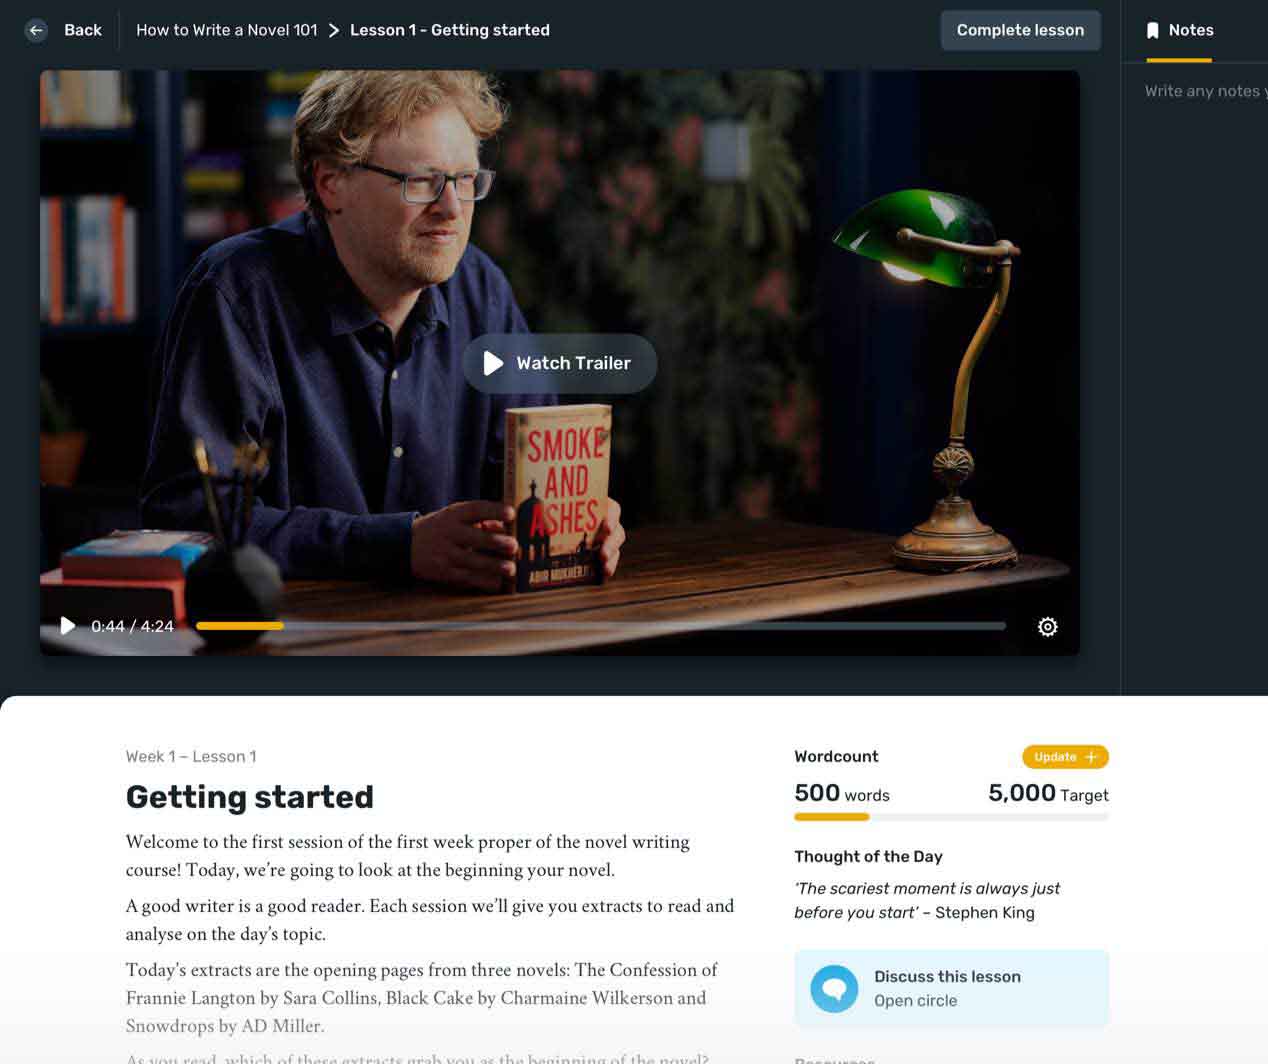 Back
How to Write a Novel 101 > Lesson 1 - Getting started
Complete lesson
Notes
Write any notes
Watch Trailer
SMOKE
AND
ASHES
ABIR MUKHERJEE
0:44 / 4:24
Week 1 – Lesson 1
Getting started
Welcome to the first session of the first week proper of the novel writing
course! Today, we’re going to look at the beginning your novel.
A good writer is a good reader. Each session we’ll give you extracts to read and
analyse on the day’s topic.
Today’s extracts are the opening pages from three novels: The Confession of
Frannie Langton by Sara Collins, Black Cake by Charmaine Wilkerson and
Snowdrops by AD Miller.
As you read, which of these extracts grab you as the beginning of the novel?
Wordcount
Update +
500 words
5,000 Target
Thought of the Day
‘The scariest moment is always just
before you start’ – Stephen King
Discuss this lesson
Open circle
Resources